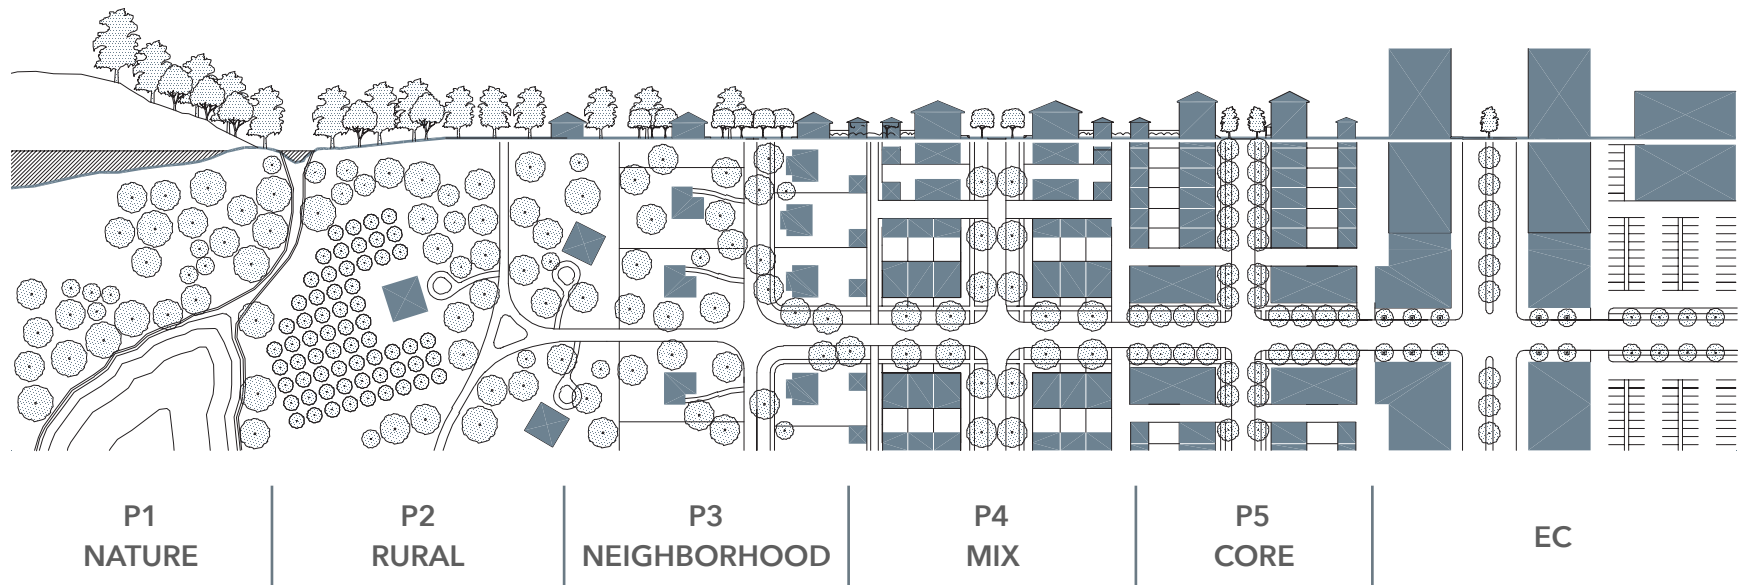 P1
NATURE
P2
RURAL
P3
NEIGHBORHOOD
P4
MIX
P5
CORE
EC